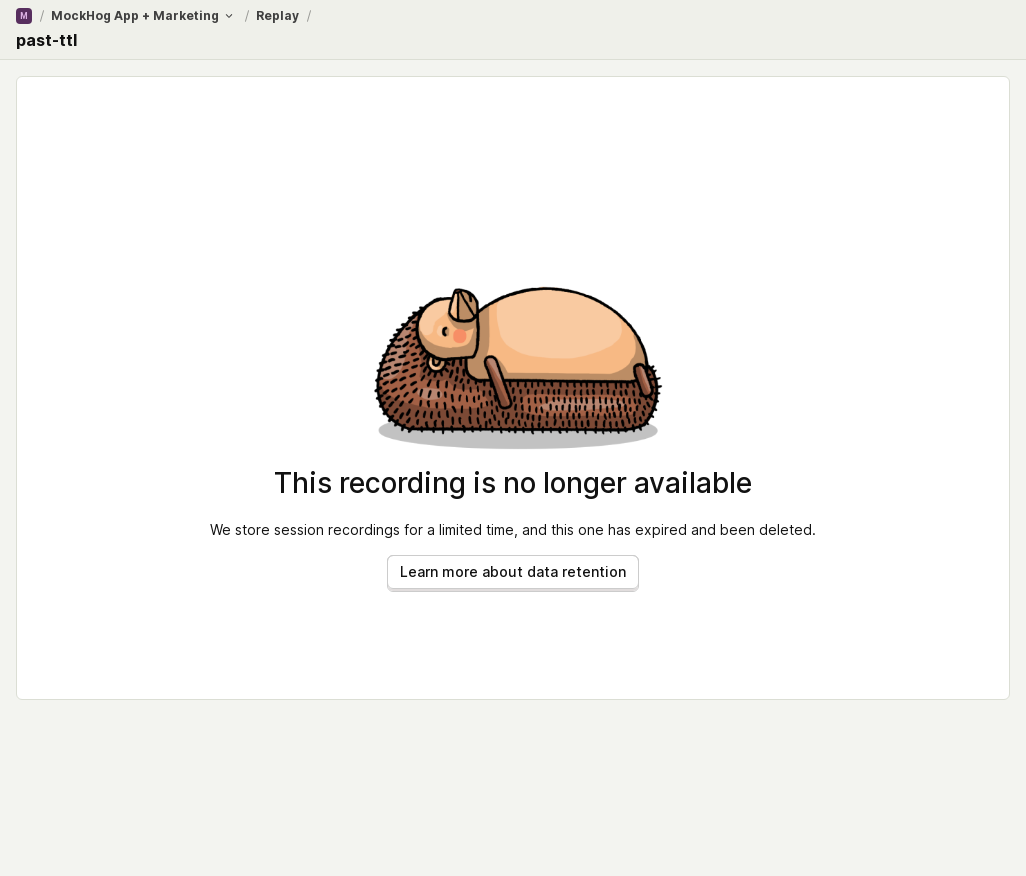 M / MockHog App + Marketing / Replay /
past-ttl
This recording is no longer available
We store session recordings for a limited time, and this one has expired and been deleted.
Learn more about data retention